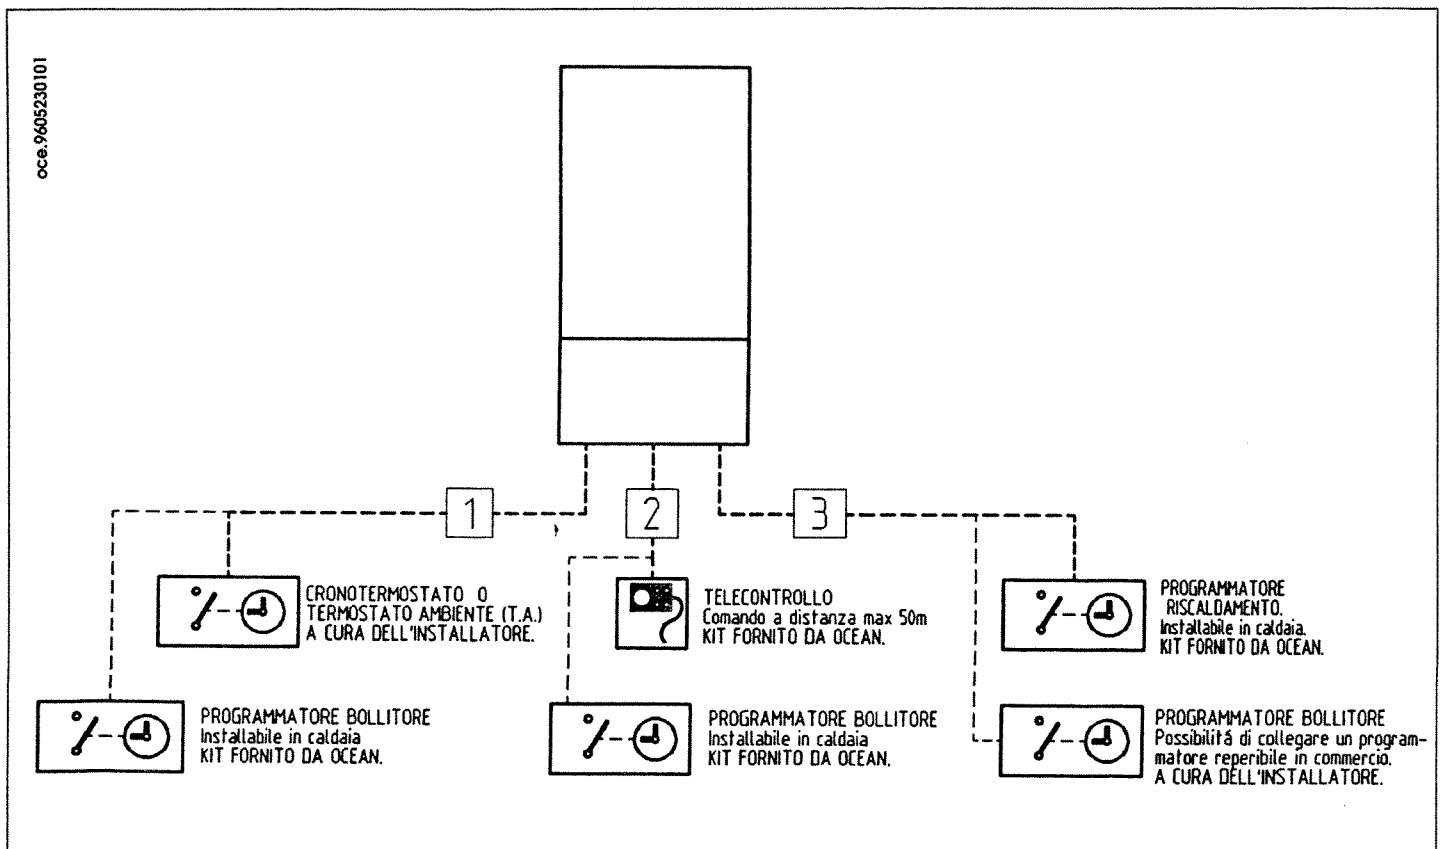 oce.9605230101
1
2
3
CRONOTERMOSTATO O
TERMOSTATO AMBIENTE (T.A.)
A CURA DELL'INSTALLATORE.
TELECONTROLLO
Comando a distanza max 50m
KIT FORNITO DA OCEAN.
PROGRAMMATORE
RISCALDAMENTO.
Installabile in caldaia.
KIT FORNITO DA OCEAN.
PROGRAMMATORE BOLLITORE
Installabile in caldaia
KIT FORNITO DA OCEAN.
PROGRAMMATORE BOLLITORE
Installabile in caldaia
KIT FORNITO DA OCEAN.
PROGRAMMATORE BOLLITORE
Possibilitá di collegare un program-
matore reperibile in commercio.
A CURA DELL'INSTALLATORE.